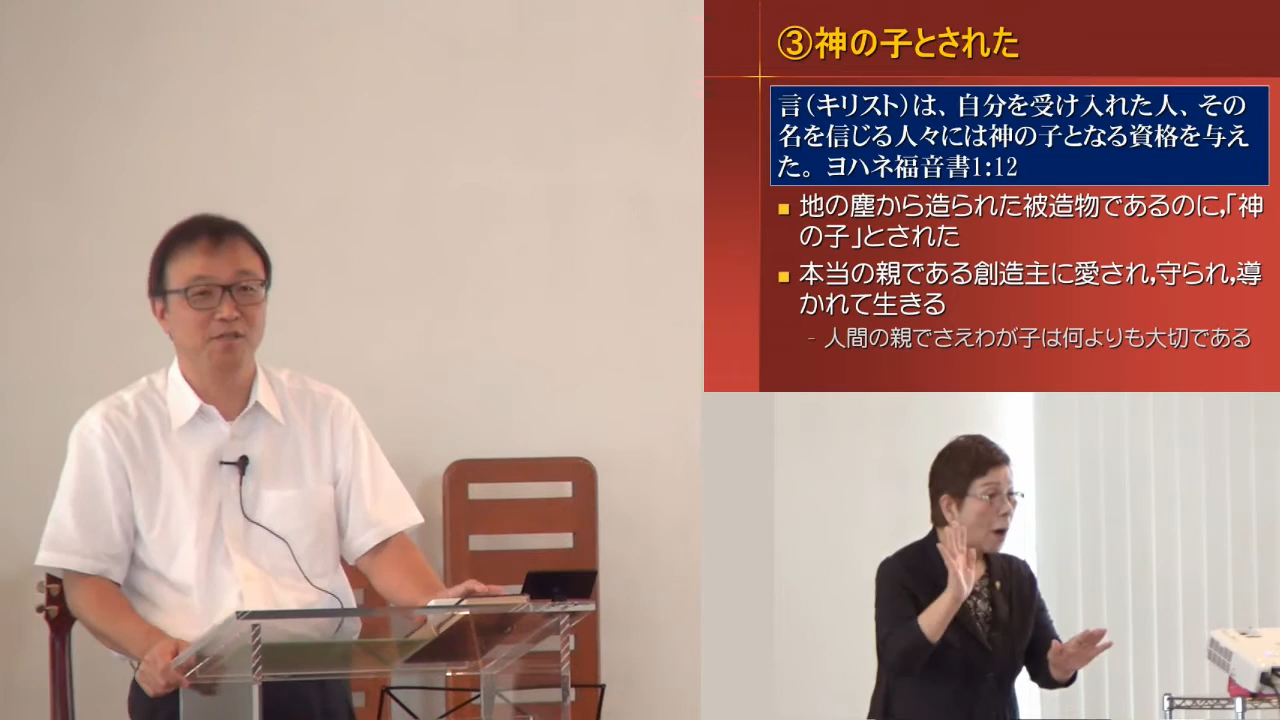 ③神の子とされた
言(キリスト)は、自分を受け入れた人、その
名を信じる人々には神の子となる資格を与え
た。ヨハネ福音書1:12
■ 地の塵から造られた被造物であるのに,「神
の子」とされた
■ 本当の親である創造主に愛され,守られ,導
かれて生きる
- 人間の親でさえわが子は何よりも大切である